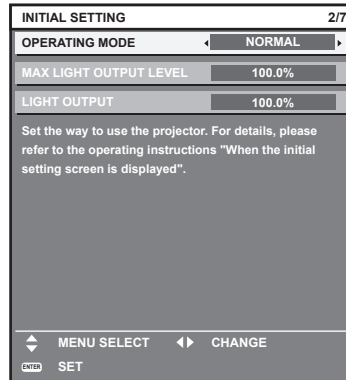 INITIAL SETTING 2/7
OPERATING MODE NORMAL
MAX LIGHT OUTPUT LEVEL 100.0%
LIGHT OUTPUT 100.0%
Set the way to use the projector. For details, please
refer to the operating instructions "When the initial
setting screen is displayed".
MENU SELECT CHANGE
ENTER SET